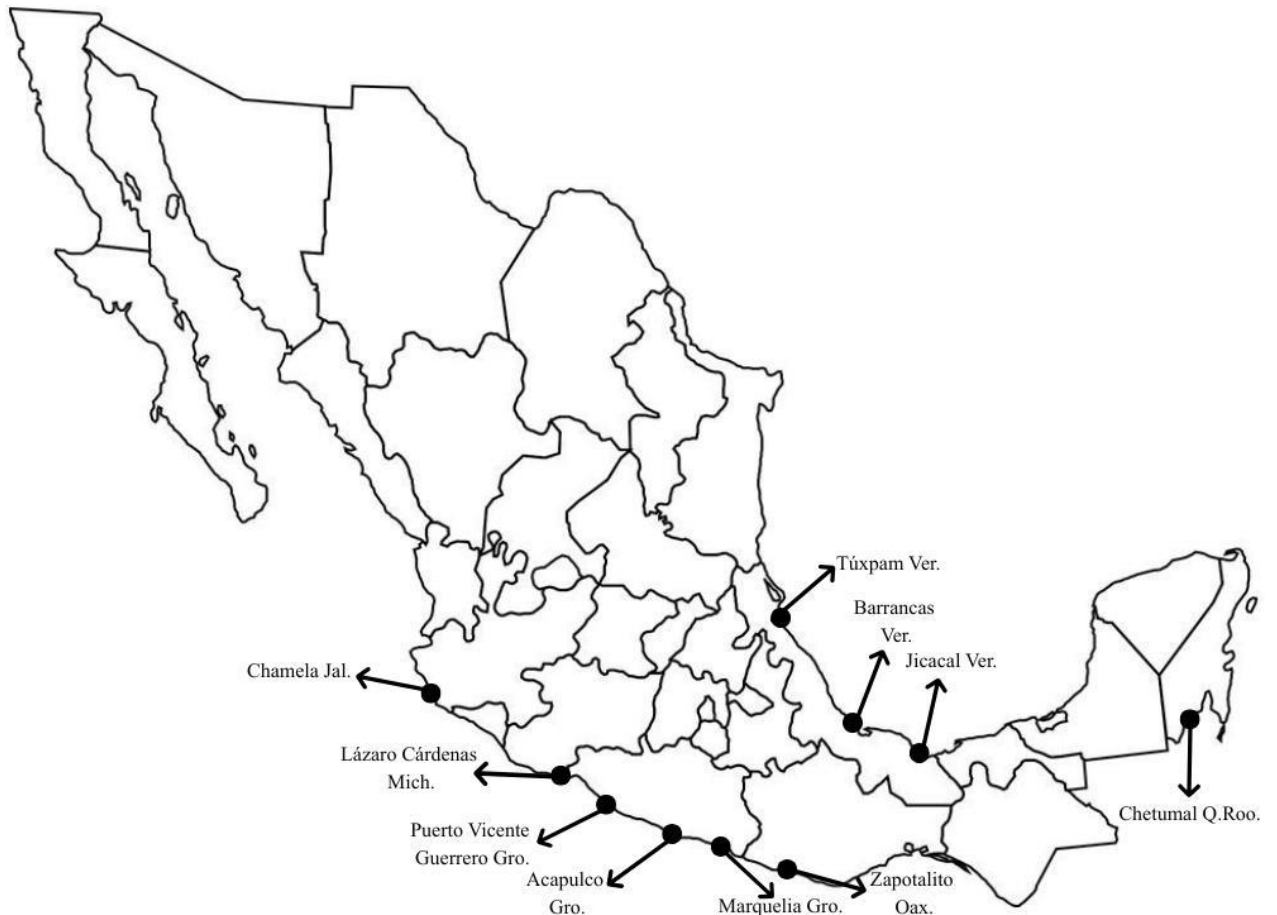 Túxpam Ver.
Barrancas
Ver.
Jicacal Ver.
Chamela Jal.
Lázaro Cárdenas
Mich.
Chetumal Q.Roo.
Puerto Vicente
Guerrero Gro.
Acapulco
Gro.
Marquelia Gro.
Zapotalito
Oax.